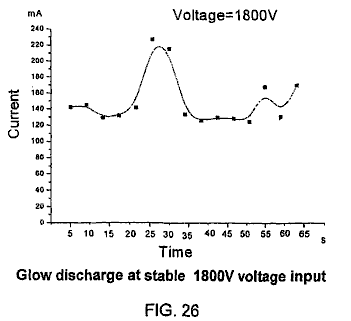 mA
Voltage=1800V
240
220
200
180
160
140
120
100
80
60
40
20
0
Current
5 10 15 20 25 30 35 40 45 50 55 60 65 s
Time
Glow discharge at stable 1800V voltage input
FIG. 26